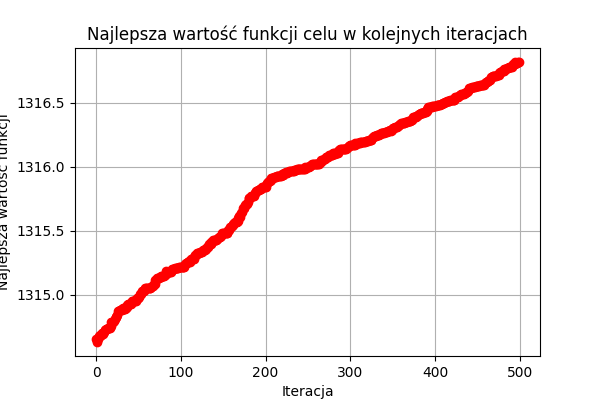 Najlepsza wartość funkcji celu w kolejnych iteracjach
Najlepsza wartość funkcji
1316.5
1316.0
1315.5
1315.0
0 100 200 300 400 500
Iteracja